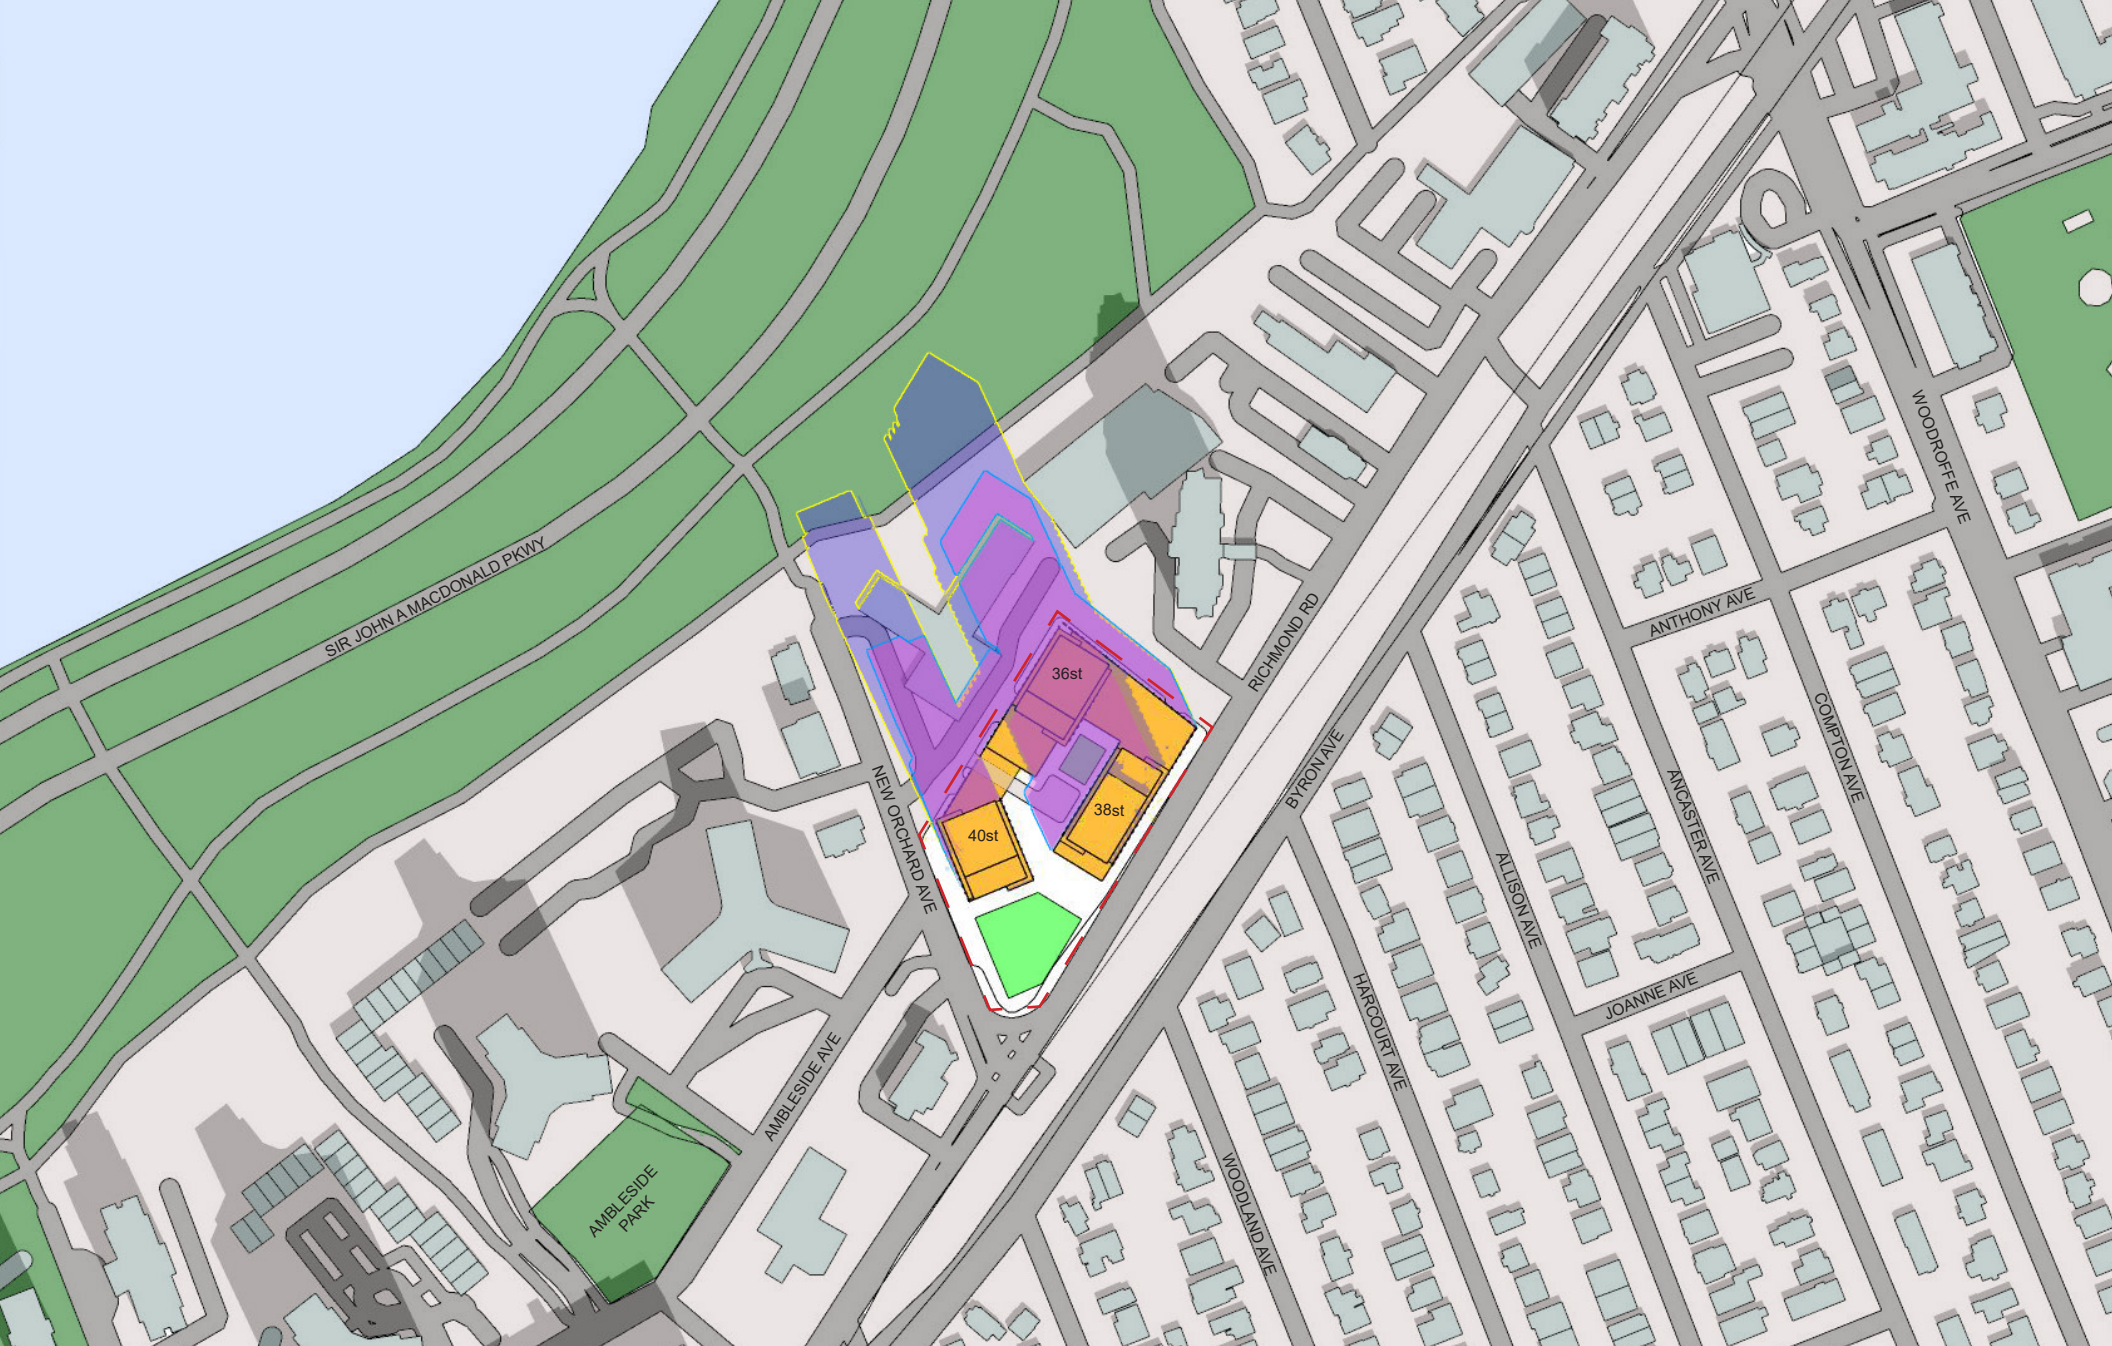 SIR JOHN A MACDONALD PKWY
WOODROFFE AVE
RICHMOND RD
ANTHONY AVE
36st
38st
40st
BYRON AVE
NEW ORCHARD AVE
COMPTON AVE
ANCASTER AVE
ALLISON AVE
HARCOURT AVE
JOANNE AVE
AMBLESIDE AVE
AMBLESIDE
PARK
WOODLAND AVE